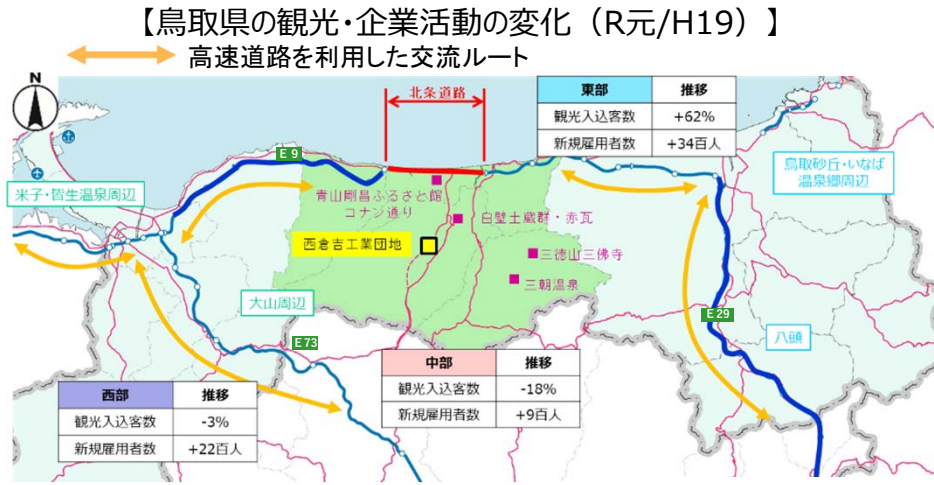 【鳥取県の観光・企業活動の変化（R元/H19）】
高速道路を利用した交流ルート
N
北条道路
東部 推移
観光入込客数 +62%
新規雇用者数 +34百人
E 9
鳥取砂丘・いなば
温泉郷周辺
米子・皆生温泉周辺
青山剛昌ふるさと館
コナン通り
白壁土蔵群・赤瓦
西倉吉工業団地
三徳山三佛寺
三朝温泉
大山周辺
E 29
八頭
E73
中部 推移
観光入込客数 -18%
新規雇用者数 +9百人
西部 推移
観光入込客数 -3%
新規雇用者数 +22百人